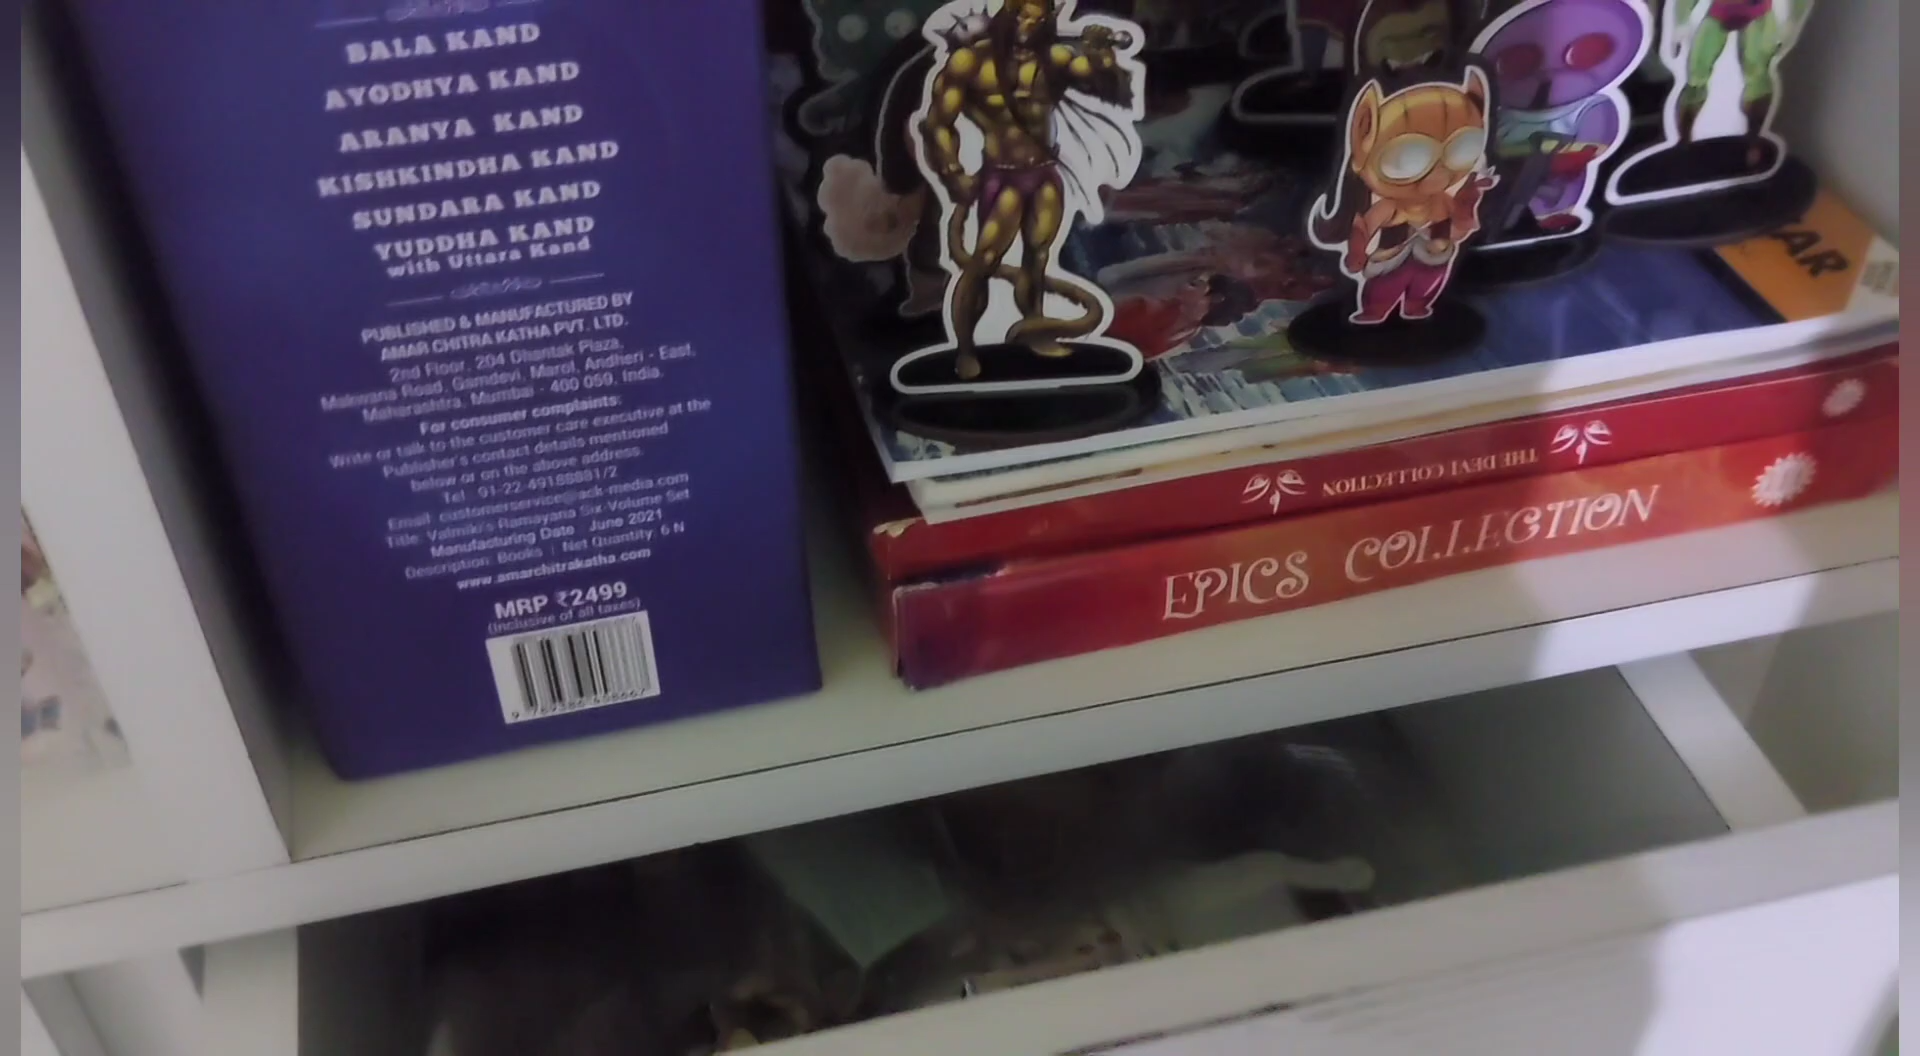 BALA KAND
AYODHYA KAND
ARANYA KAND
KISHKINDHA KAND
SUNDARA KAND
YUDDHA KAND
with Uttara Kand
PUBLISHED & MANUFACTURED BY
AMAR CHITRA KATHA PVT. LTD.
2nd Floor, 204 Dhantak Plaza,
Makwana Road, Gamdevi, Marol, Andheri - East,
Maharashtra, Mumbai - 400 059, India.
For consumer complaints:
Write or talk to the customer care executive at the
Publisher's contact details mentioned
below or on the above address.
Tel : 91-22-49188881/2
Email: customerservice@ack-media.com
Title: Valmiki's Ramayana Six-Volume Set
Manufacturing Date : June 2021
Description: Books | Net Quantity: 6 N
www.amarchitrakatha.com
MRP ₹2499
(Inclusive of all taxes)
THE DEVI COLLECTION
EPICS COLLECTION